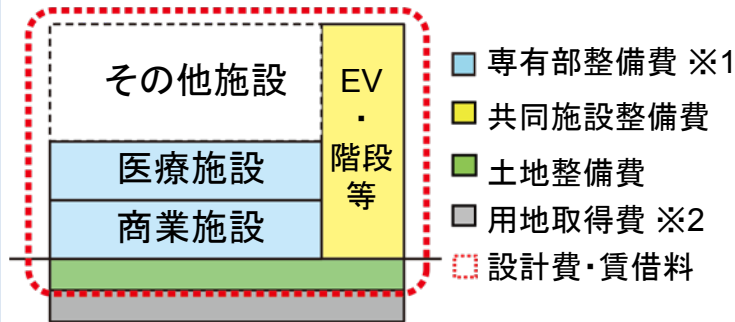 その他施設
医療施設
商業施設
EV
・
階段
等
専有部整備費 ※1
共同施設整備費
土地整備費
用地取得費 ※2
設計費・賃借料